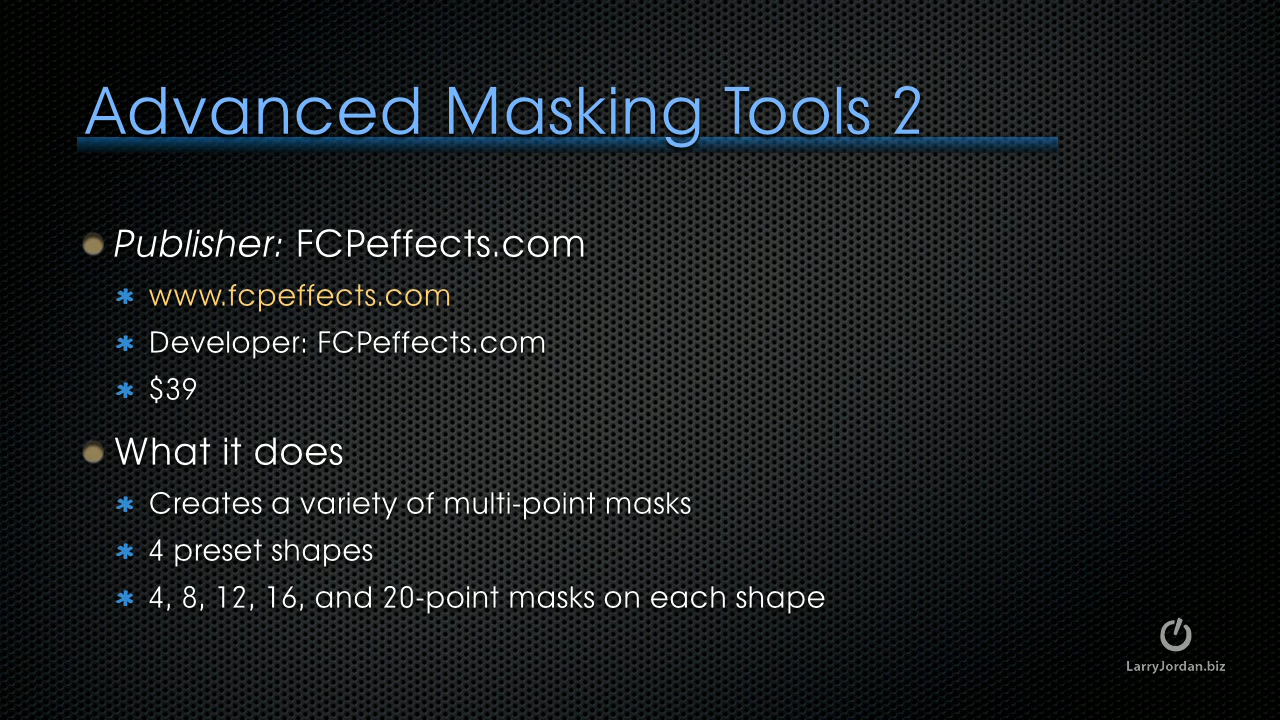 Advanced Masking Tools 2
Publisher: FCPeffects.com
www.fcpeffects.com
Developer: FCPeffects.com
$39
What it does
Creates a variety of multi-point masks
4 preset shapes
4, 8, 12, 16, and 20-point masks on each shape
LarryJordan.biz